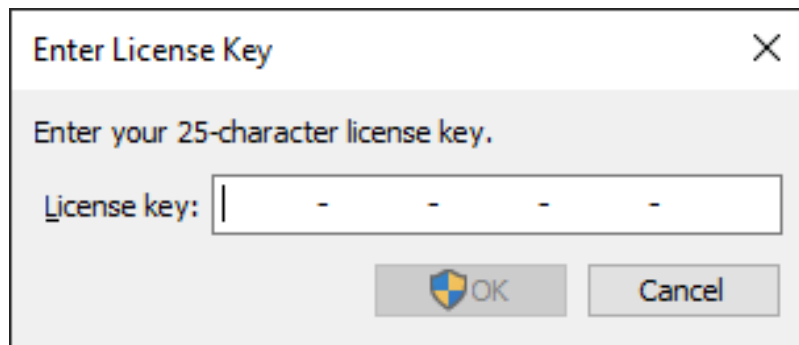 Enter License Key
Enter your 25-character license key.
License key: - - - -
OK Cancel